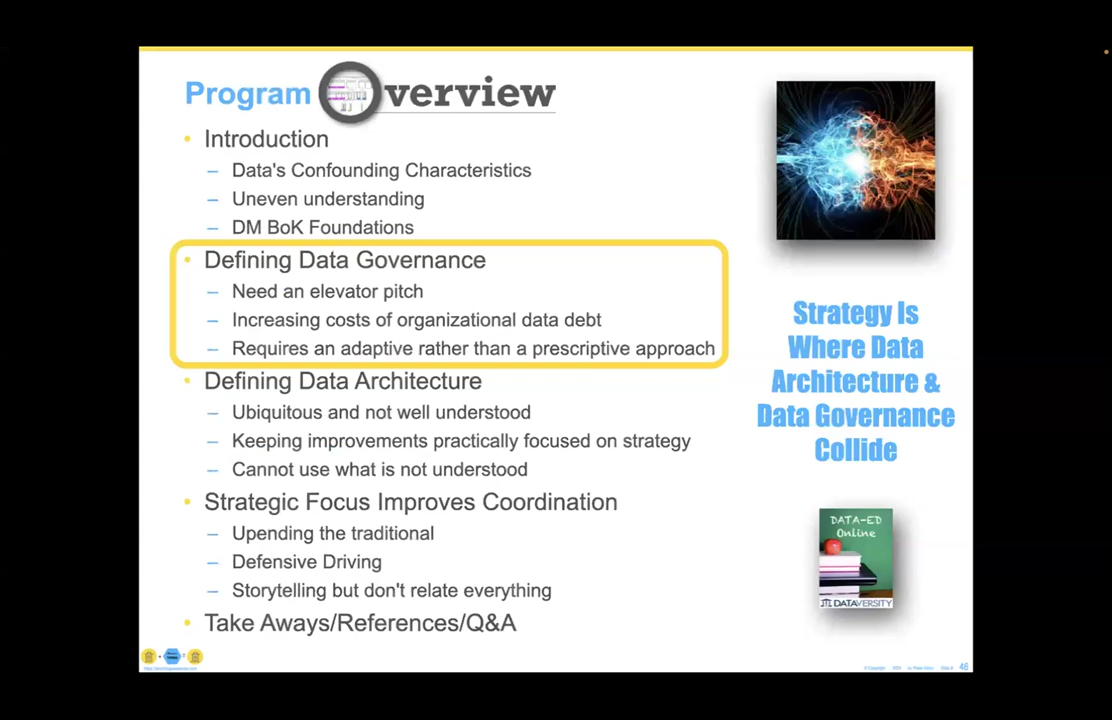 Program Overview
• Introduction
– Data's Confounding Characteristics
– Uneven understanding
– DM BoK Foundations
• Defining Data Governance
– Need an elevator pitch
– Increasing costs of organizational data debt
– Requires an adaptive rather than a prescriptive approach
• Defining Data Architecture
– Ubiquitous and not well understood
– Keeping improvements practically focused on strategy
– Cannot use what is not understood
• Strategic Focus Improves Coordination
– Upending the traditional
– Defensive Driving
– Storytelling but don't relate everything
• Take Aways/References/Q&A
Strategy Is
Where Data
Architecture &
Data Governance
Collide
DATA-ED
Online
DATAVERSITY
46